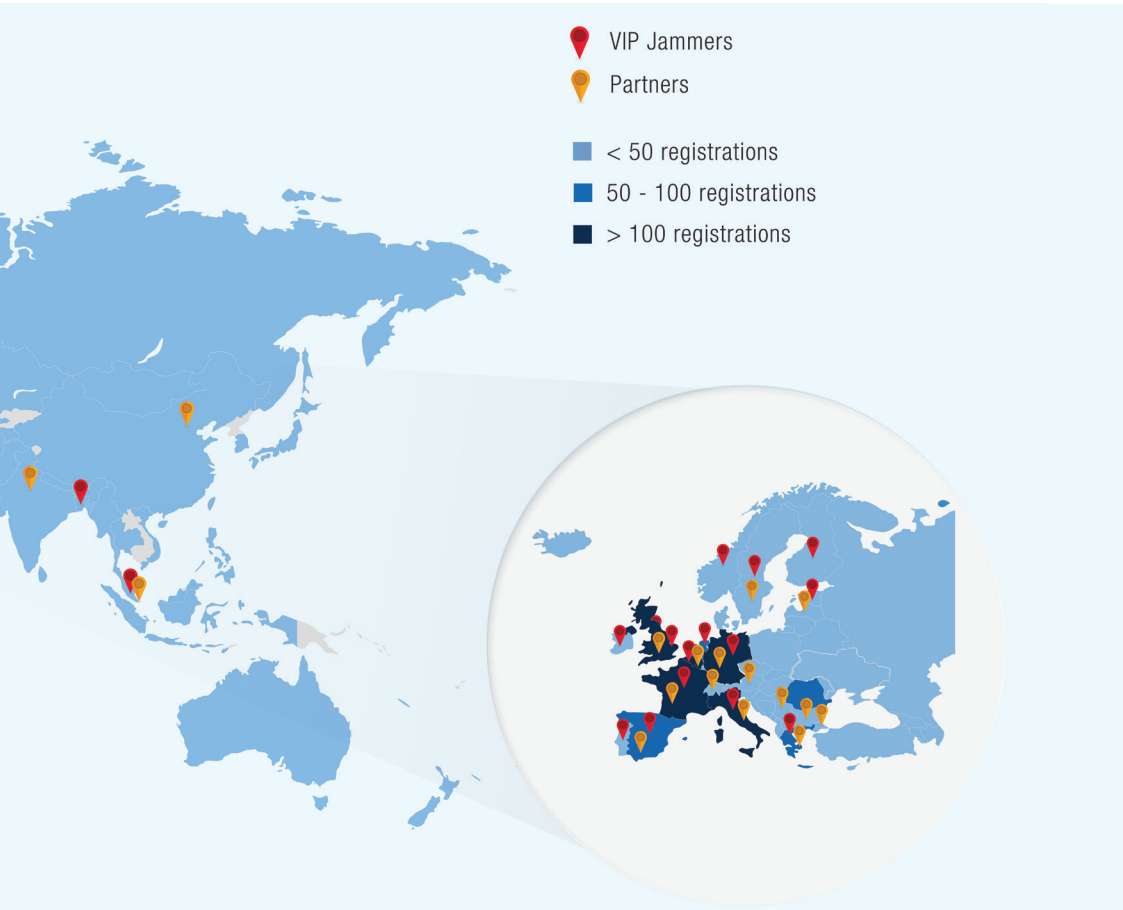 VIP Jammers
Partners
< 50 registrations
50 - 100 registrations
> 100 registrations